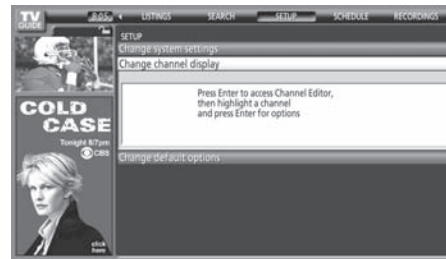 TV GUIDE
8:05 LISTINGS SEARCH SETUP SCHEDULE RECORDINGS
SETUP
Change system settings
Change channel display
Press Enter to access Channel Editor,
then highlight a channel
and press Enter for options
Change default options
COLD
CASE
Tonight 8/7pm
CBS
click
here